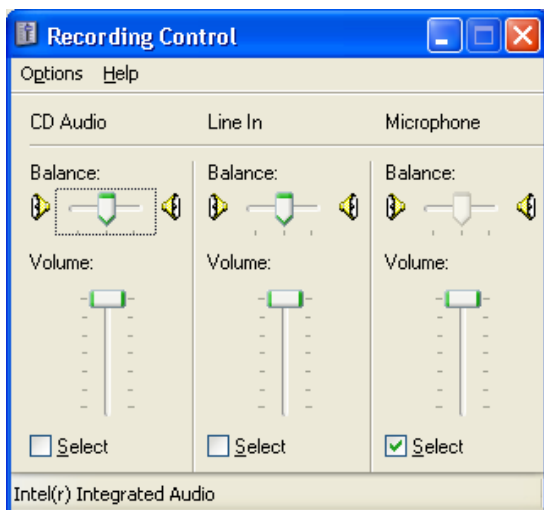 Recording Control
Options Help
CD Audio Line In Microphone
Balance: Balance: Balance:
Volume: Volume: Volume:
Select Select Select
Intel(r) Integrated Audio